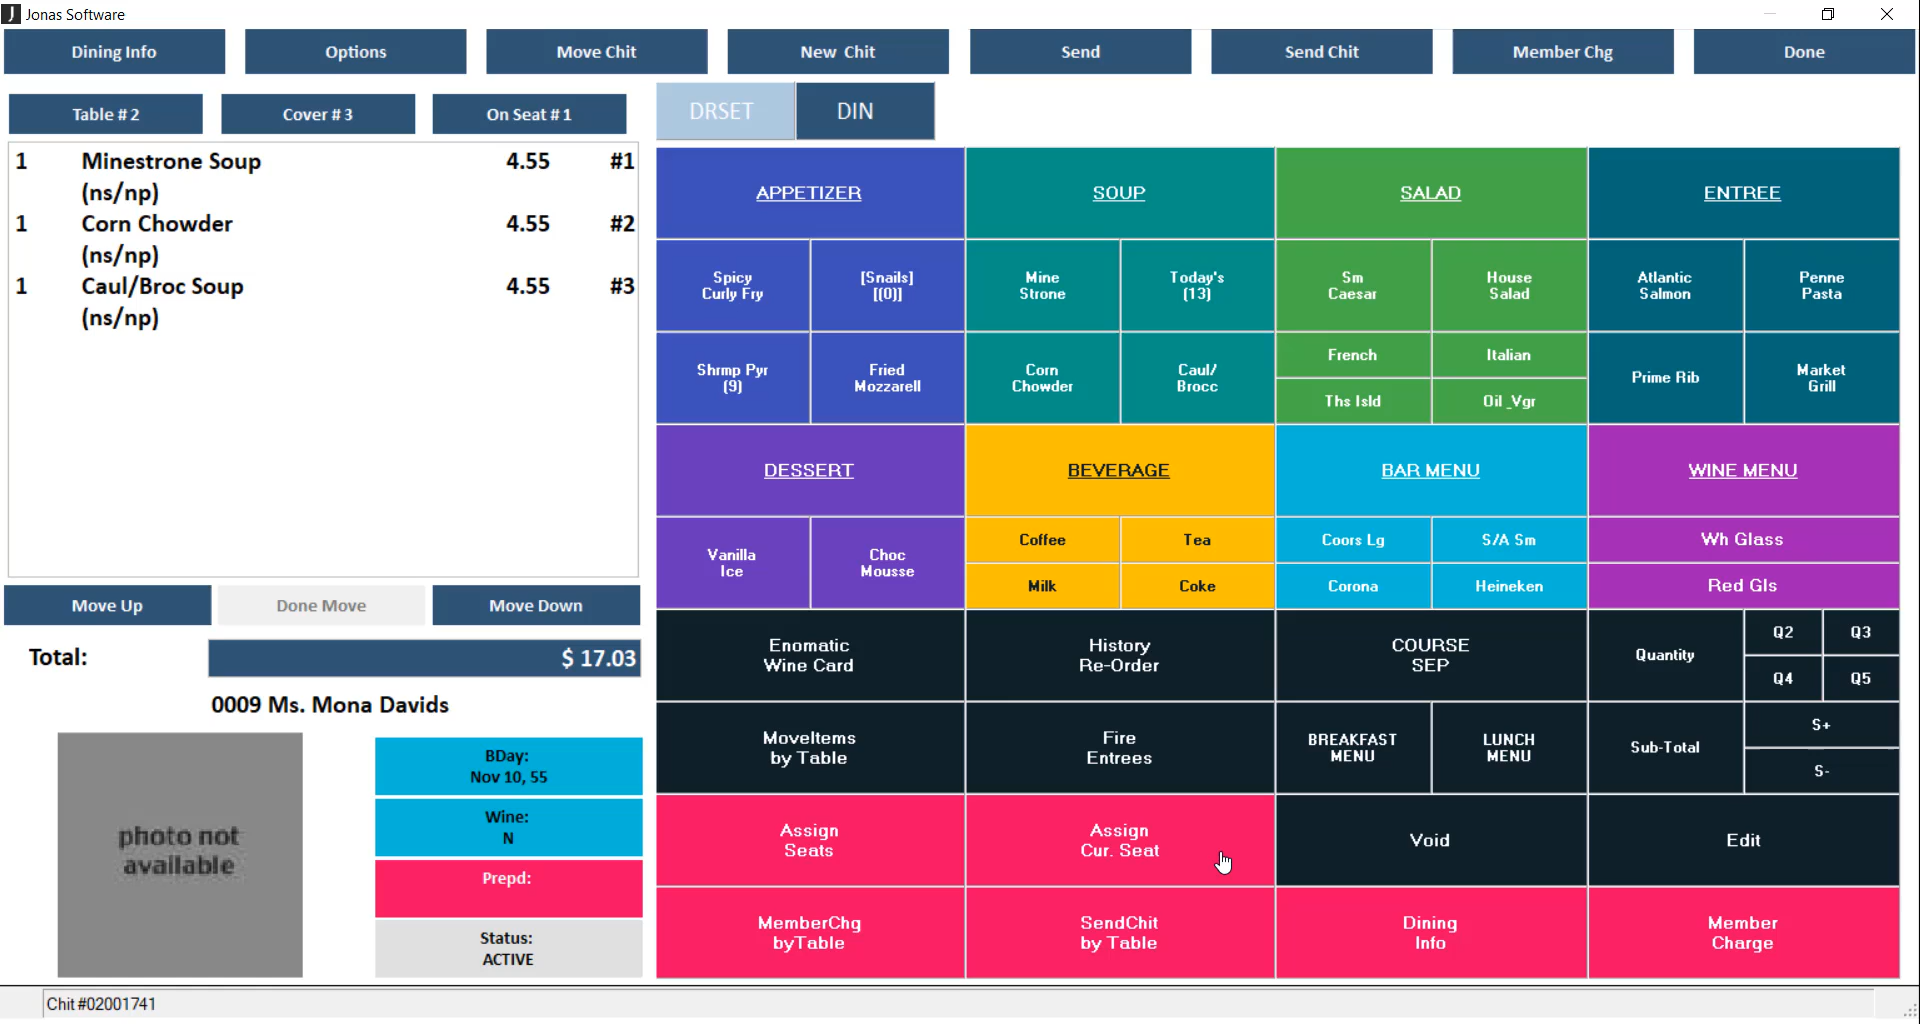 J Jonas Software
Dining Info Options Move Chit New Chit Send Send Chit Member Chg Done
Table # 2 Cover # 3 On Seat # 1 DRSET DIN
1 Minestrone Soup 4.55 #1
(ns/np)
1 Corn Chowder 4.55 #2
(ns/np)
1 Caul/Broc Soup 4.55 #3
(ns/np)
Move Up Done Move Move Down
Total: $ 17.03
0009 Ms. Mona Davids
photo not
available
BDay:
Nov 10, 55
Wine:
N
Prepd:
Status:
ACTIVE
APPETIZER SOUP SALAD ENTREE
Spicy
Curly Fry
[Snails]
[(0)]
Mine
Strone
Today's
(13)
Sm
Caesar
House
Salad
Atlantic
Salmon
Penne
Pasta
Shrmp Pyr
(9)
Fried
Mozzarell
Corn
Chowder
Caul/
Brocc
French Italian
Ths Isld Oil _Vgr
Prime Rib
Market
Grill
DESSERT BEVERAGE BAR MENU WINE MENU
Vanilla
Ice
Choc
Mousse
Coffee Tea
Milk Coke
Coors Lg S/A Sm
Corona Heineken
Wh Glass
Red Gls
Enomatic
Wine Card
History
Re-Order
COURSE
SEP
Quantity
Q2 Q3
Q4 Q5
MoveItems
by Table
Fire
Entrees
BREAKFAST
MENU
LUNCH
MENU
Sub-Total
S+
S-
Assign
Seats
Assign
Cur. Seat
Void
Edit
MemberChg
byTable
SendChit
by Table
Dining
Info
Member
Charge
Chit #02001741